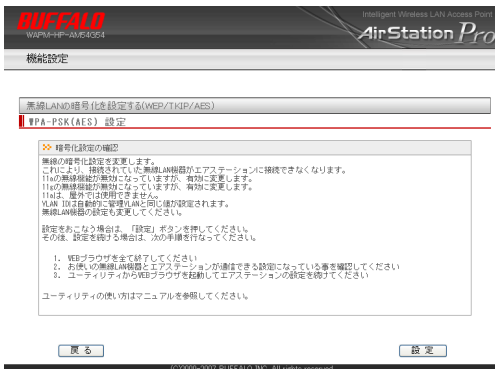 BUFFALO
WAPM-HP-AM54G54
Intelligent Wireless LAN Access Point
AirStation Pro
機能設定
無線LANの暗号化を設定する(WEP/TKIP/AES)
WPA-PSK(AES) 設定
暗号化設定の確認
無線の暗号化設定を変更します。
これにより、接続されていた無線LAN機器がエアステーションに接続できなくなります。
11aの無線機能が無効になっていますが、有効に変更します。
11gの無線機能が無効になっていますが、有効に変更します。
11aは、屋外では使用できません。
VLAN IDは自動的に管理VLANと同じ値が設定されます。
無線LAN機器の設定も変更してください。
設定をおこなう場合は、「設定」ボタンを押してください。
その後、設定を続ける場合は、次の手順を行なってください。
1. WEBブラウザを全て終了してください
2. お使いの無線LAN機器とエアステーションが通信できる設定になっている事を確認してください
3. ユーティリティからWEBブラウザを起動してエアステーションの設定を続けてください
ユーティリティの使い方はマニュアルを参照してください。
戻る
設定
(C)2000-2007 BUFFALO INC. All rights reserved.